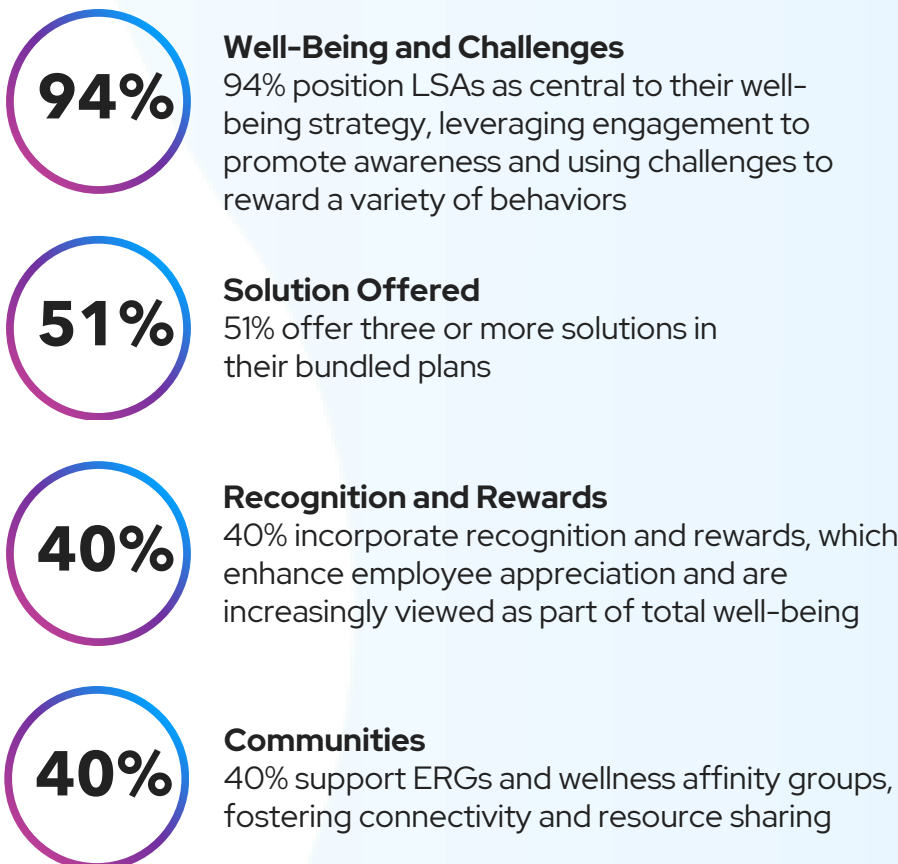 94%
Well-Being and Challenges
94% position LSAs as central to their well-
being strategy, leveraging engagement to
promote awareness and using challenges to
reward a variety of behaviors
51%
Solution Offered
51% offer three or more solutions in
their bundled plans
40%
Recognition and Rewards
40% incorporate recognition and rewards, which
enhance employee appreciation and are
increasingly viewed as part of total well-being
40%
Communities
40% support ERGs and wellness affinity groups,
fostering connectivity and resource sharing